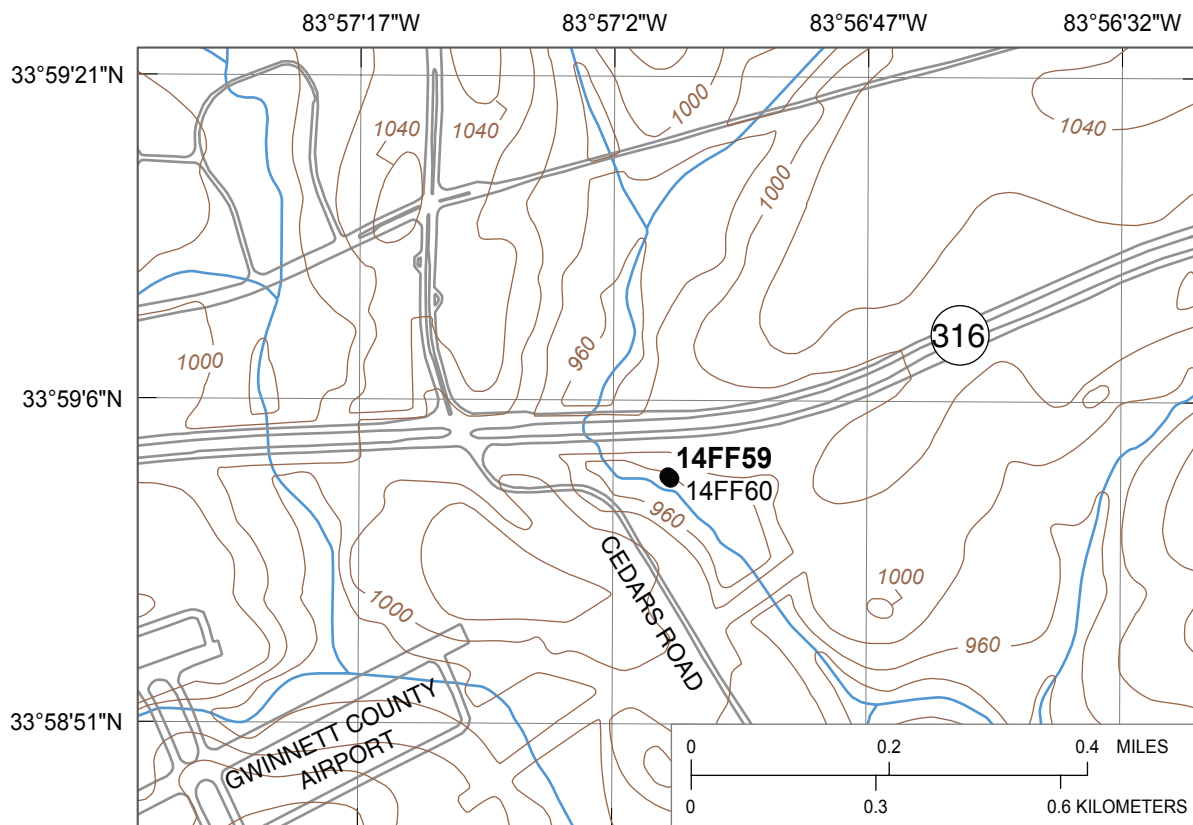 83°57'17"W
83°57'2"W
83°56'47"W
83°56'32"W
33°59'21"N
1000
1040
1040
1040
1000
316
960
1000
33°59'6"N
14FF59
14FF60
960
CEDARS ROAD
1000
1000
960
33°58'51"N
GWINNETT COUNTY
AIRPORT
0 0.2 0.4 MILES
0 0.3 0.6 KILOMETERS